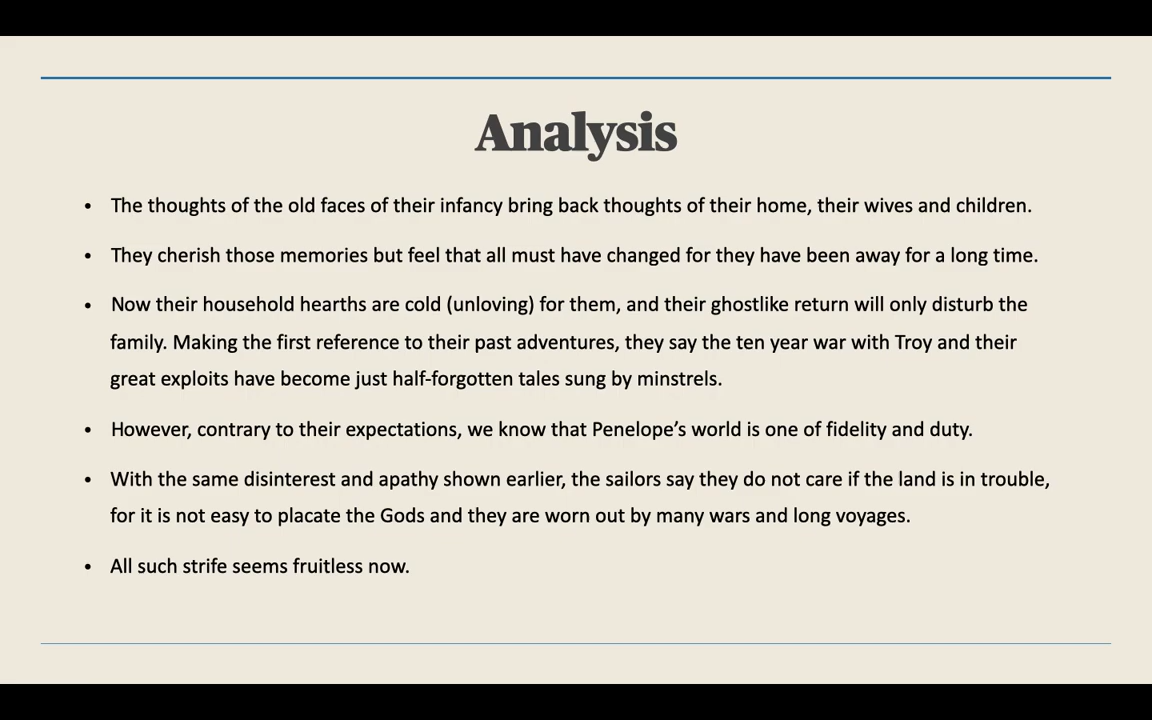 Analysis
• The thoughts of the old faces of their infancy bring back thoughts of their home, their wives and children.
• They cherish those memories but feel that all must have changed for they have been away for a long time.
• Now their household hearths are cold (unloving) for them, and their ghostlike return will only disturb the
family. Making the first reference to their past adventures, they say the ten year war with Troy and their
great exploits have become just half-forgotten tales sung by minstrels.
• However, contrary to their expectations, we know that Penelope’s world is one of fidelity and duty.
• With the same disinterest and apathy shown earlier, the sailors say they do not care if the land is in trouble,
for it is not easy to placate the Gods and they are worn out by many wars and long voyages.
• All such strife seems fruitless now.